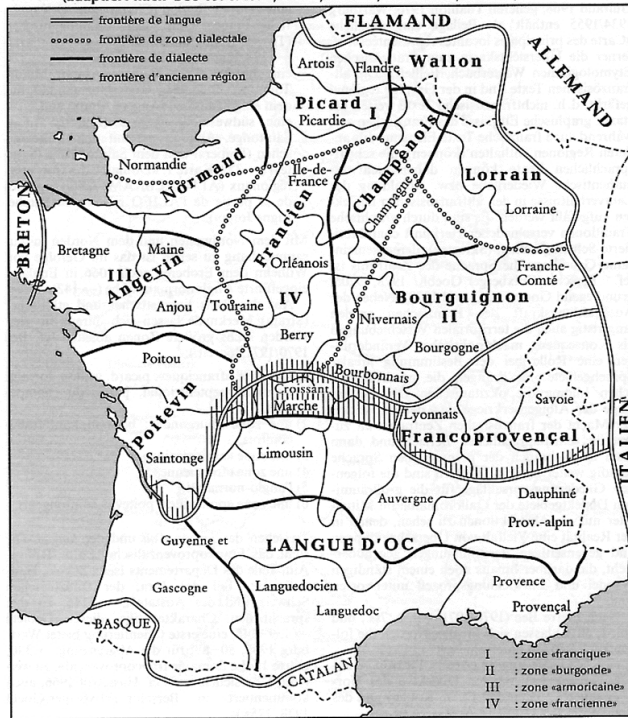 frontière de langue
frontière de zone dialectale
frontière de dialecte
frontière d'ancienne région
FLAMAND
ALLEMAND
Artois
Flandre
Wallon
Picard
I
Picardie
Normandie
Normand
Ile-de-
France
Champenois
Champagne
Lorrain
Lorraine
BRETON
Bretagne
Maine
III
Angevin
Anjou
Touraine
Francien
Orléanois
IV
Berry
Nivernais
Bourguignon
II
Bourgogne
Franche-
Comté
Poitou
Poitevin
Bourbonnais
Croissant
Marche
Saintonge
Limousin
Lyonnais
Savoie
Francoprovençal
ITALIEN
Auvergne
Dauphiné
Prov.-alpin
LANGUE D'OC
Guyenne et
Gascogne
Languedocien
Languedoc
Provence
Provençal
BASQUE
CATALAN
I : zone «francique»
II : zone «burgonde»
III : zone «armoricaine»
IV : zone «francienne»